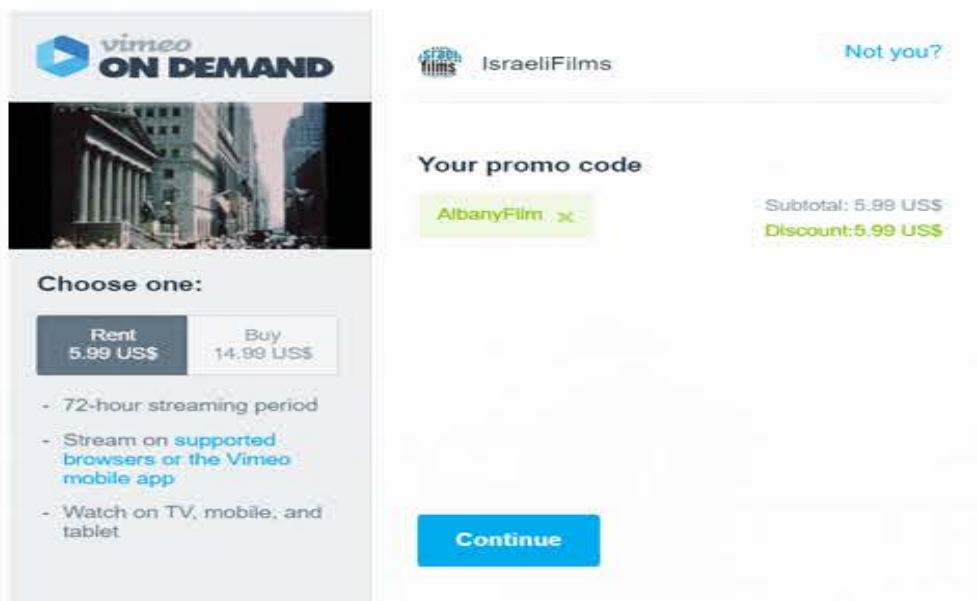 vimeo
ON DEMAND
Choose one:
Rent
5.99 US$
Buy
14.99 US$
- 72-hour streaming period
- Stream on supported
browsers or the Vimeo
mobile app
- Watch on TV, mobile, and
tablet
israeli
films
IsraeliFilms
Not you?
Your promo code
AlbanyFilm ×
Subtotal: 5.99 US$
Discount:5.99 US$
Continue